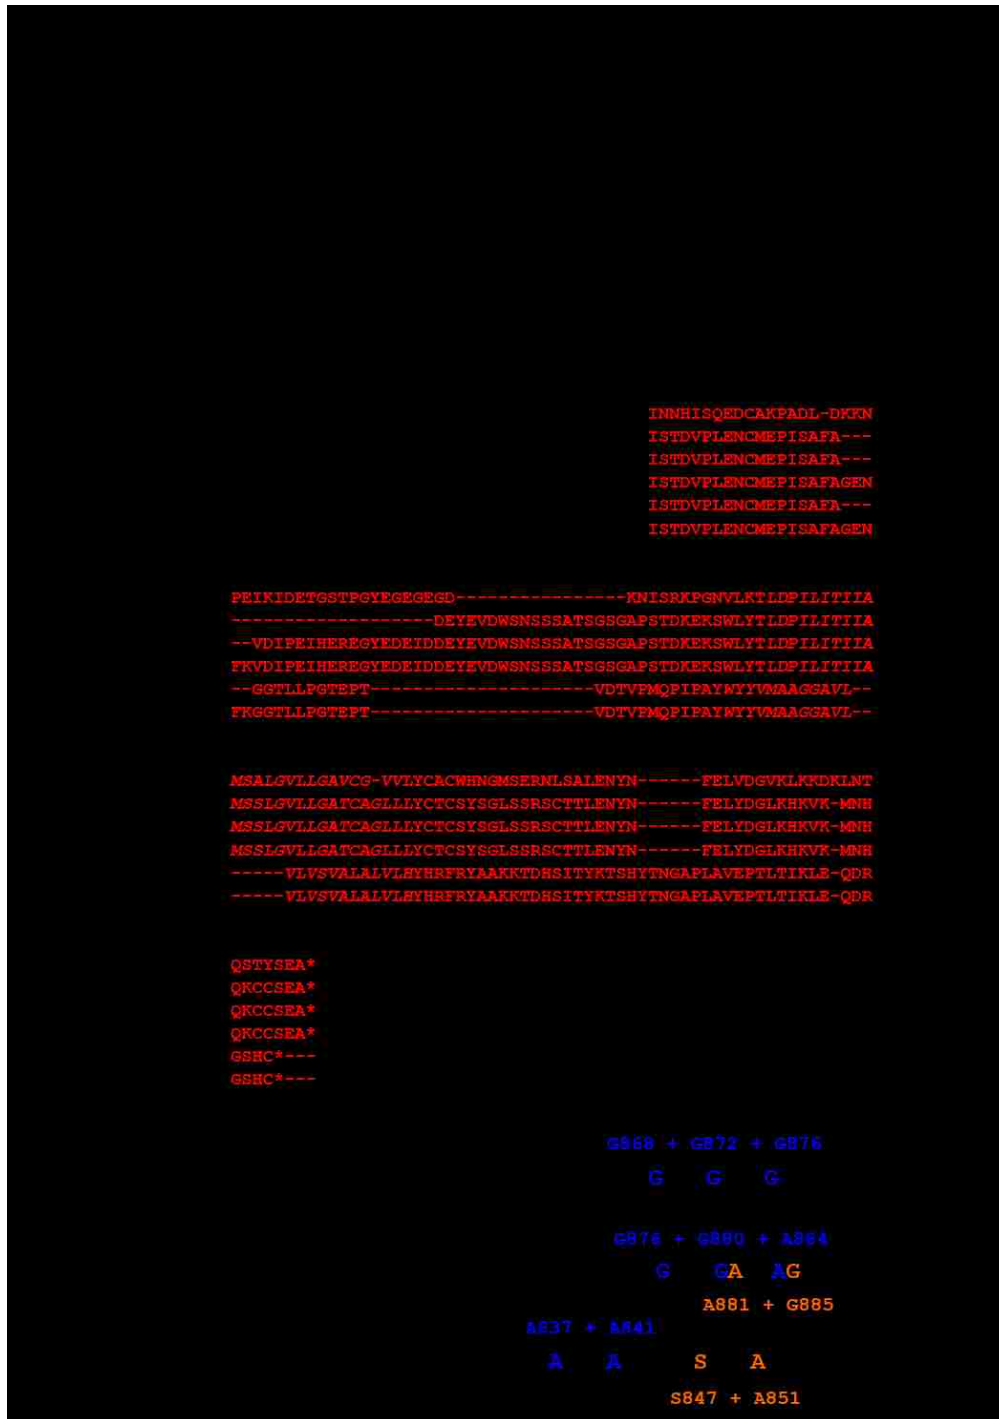 INNHISQEDCAKPADL-DKKN
ISTDVPLENCMEPISAFA---
ISTDVPLENCMEPISAFA---
ISTDVPLENCMEPISAFAGEN
ISTDVPLENCMEPISAFA---
ISTDVPLENCMEPISAFAGEN
PEIKIDETGSTPGYEGEGEGD----------------KNISRKPGNVLKTLDPILITIIA
-------------------DEYEVDWSNSSSATSGSGAPSTDKEKSWLYTLDPILITIIA
--VDIPEIHEREGYEDEIDDEYEVDWSNSSSATSGSGAPSTDKEKSWLYTLDPILITIIA
FKVDIPEIHEREGYEDEIDDEYEVDWSNSSSATSGSGAPSTDKEKSWLYTLDPILITIIA
--GGTLLPGTEPT---------------------VDTVPMQPIPAYWYYVMAAGGAVL--
FKGGTLLPGTEPT---------------------VDTVPMQPIPAYWYYVMAAGGAVL--
MSALGVLLGAVCG-VVLYCACWHNGMSERNLSALENYN------FELVDGVKLKKDKLNT
MSSLGVLLGATCAGLLLYCTCSYSGLSSRSCTTLENYN------FELYDGLKHKVK-MNH
MSSLGVLLGATCAGLLLYCTCSYSGLSSRSCTTLENYN------FELYDGLKHKVK-MNH
MSSLGVLLGATCAGLLLYCTCSYSGLSSRSCTTLENYN------FELYDGLKHKVK-MNH
-----VLVSVALALVLHYHRFRYAAKKTDHSITYKTSHYTNGAPLAVEPTLTIKLE-QDR
-----VLVSVALALVLHYHRFRYAAKKTDHSITYKTSHYTNGAPLAVEPTLTIKLE-QDR
QSTYSEA*
QKCCSEA*
QKCCSEA*
QKCCSEA*
GSHC*---
GSHC*---
G868 + G872 + G876
G G G
G876 + G880 + A884
G GA AG
A881 + G885
A837 + A841
A A S A
S847 + A851